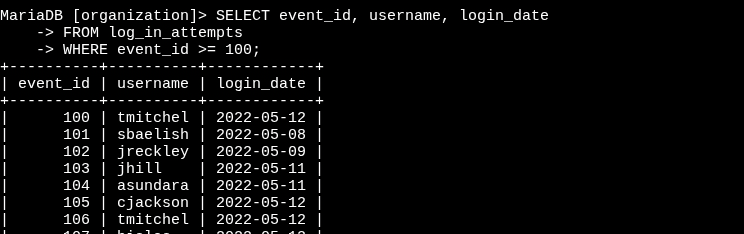 MariaDB [organization]> SELECT event_id, username, login_date
    -> FROM log_in_attempts
    -> WHERE event_id >= 100;
+----------+----------+------------+
| event_id | username | login_date |
+----------+----------+------------+
|      100 | tmitchel | 2022-05-12 |
|      101 | sbaelish | 2022-05-08 |
|      102 | jreckley | 2022-05-09 |
|      103 | jhill    | 2022-05-11 |
|      104 | asundara | 2022-05-11 |
|      105 | cjackson | 2022-05-12 |
|      106 | tmitchel | 2022-05-12 |